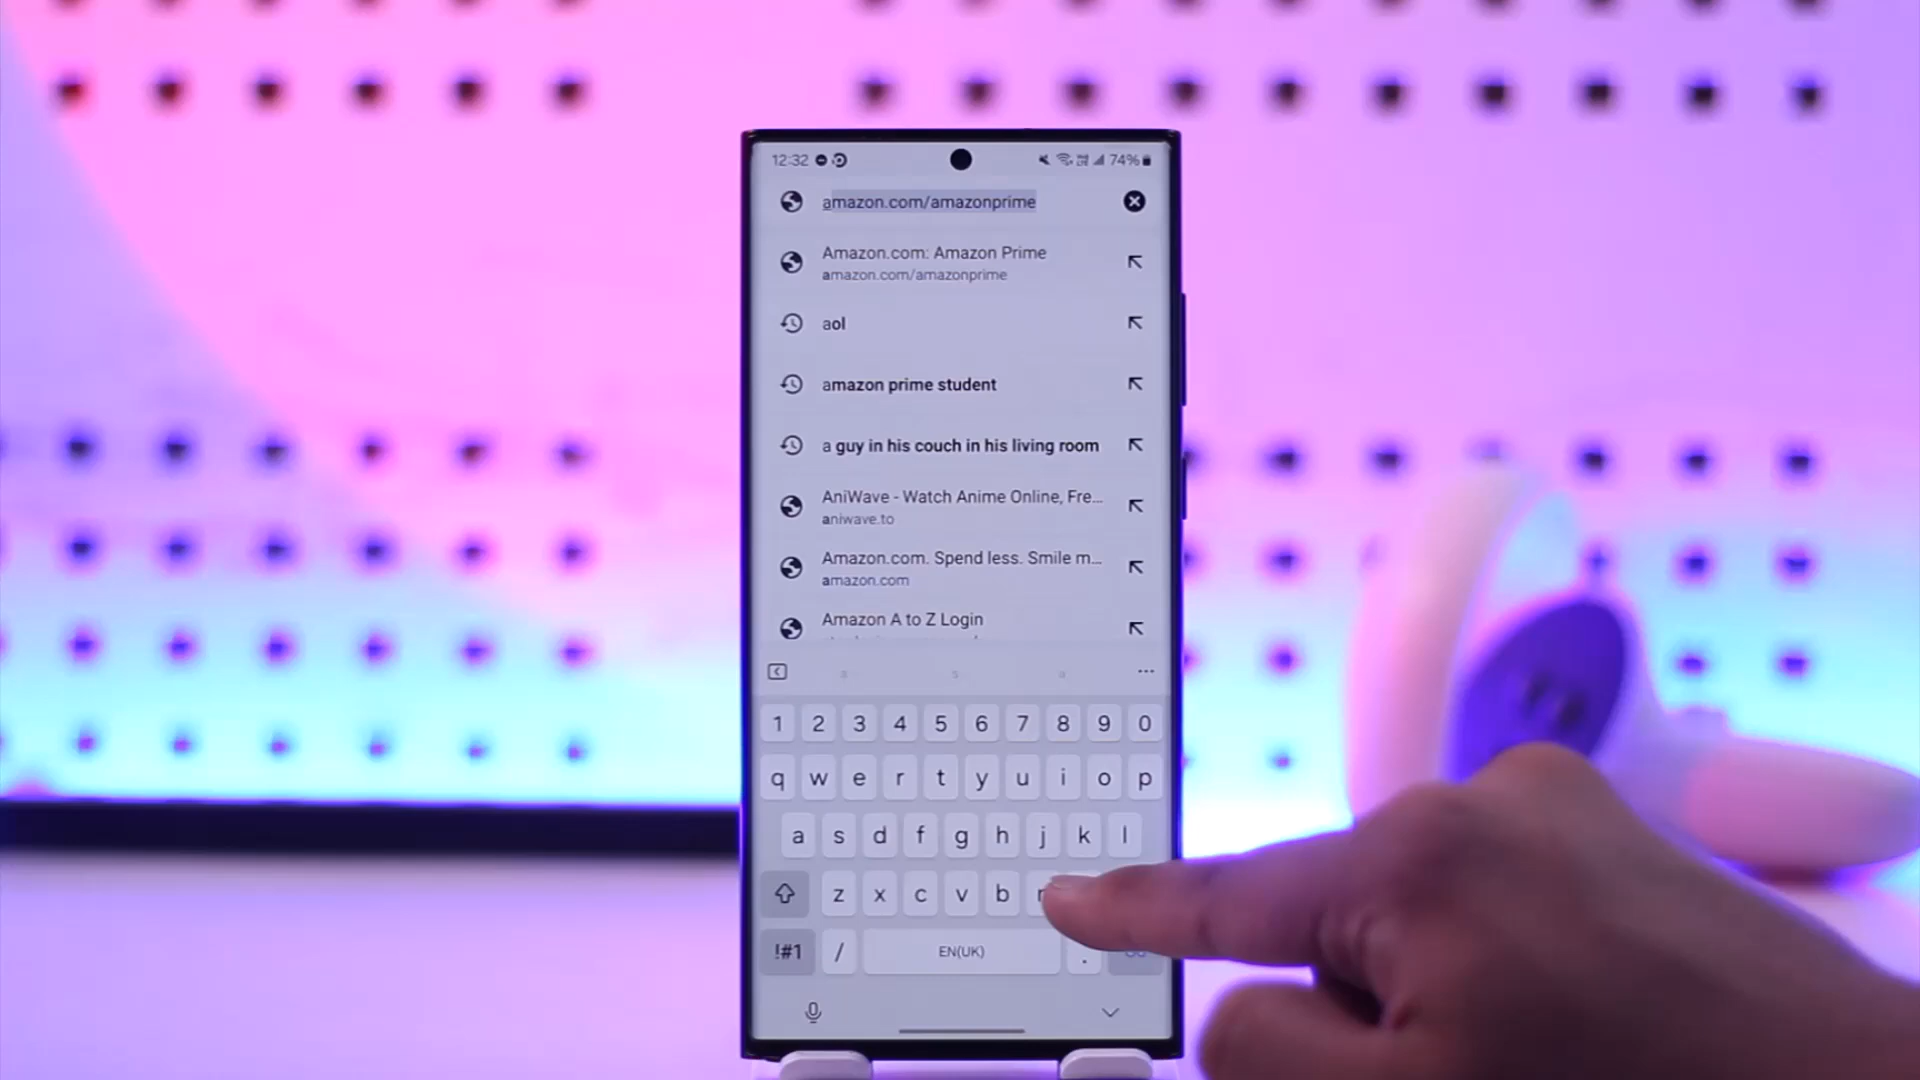 12:32
74%
amazon.com/amazonprime
Amazon.com: Amazon Prime
amazon.com/amazonprime
aol
amazon prime student
a guy in his couch in his living room
AniWave - Watch Anime Online, Fre...
aniwave.to
Amazon.com. Spend less. Smile m...
amazon.com
Amazon A to Z Login
1 2 3 4 5 6 7 8 9 0
q w e r t y u i o p
a s d f g h j k l
z x c v b
!#1 / EN(UK) .